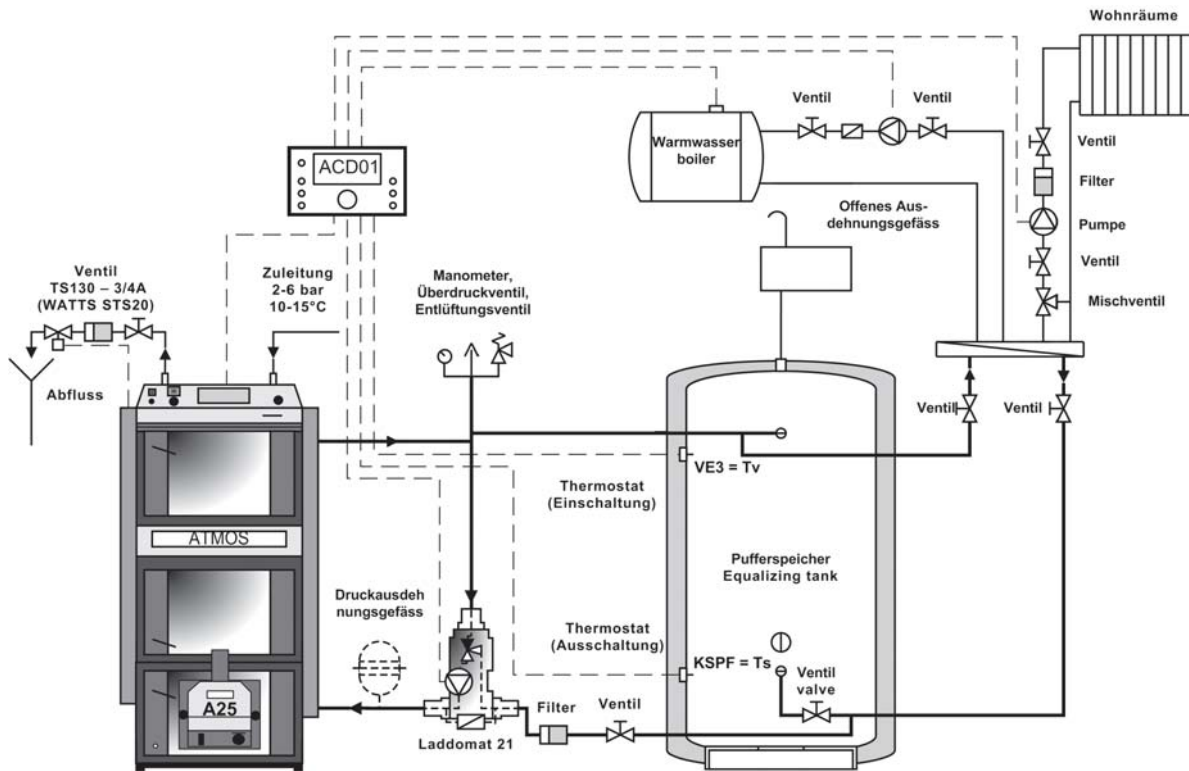 Wohnräume
Ventil
Ventil
Warmwasser
boiler
Ventil
ACD01
Filter
Offenes Aus-
dehnungsgefäss
Pumpe
Ventil
TS130 – 3/4A
(WATTS STS20)
Zuleitung
2-6 bar
10-15°C
Manometer,
Überdruckventil,
Entlüftungsventil
Ventil
Mischventil
Abfluss
Ventil
Ventil
VE3 = Tv
Thermostat
(Einschaltung)
ATMOS
Pufferspeicher
Equalizing tank
Druckausdeh
nungsgefäss
Thermostat
(Ausschaltung)
KSPF = Ts
Ventil
valve
A25
Filter
Ventil
Laddomat 21